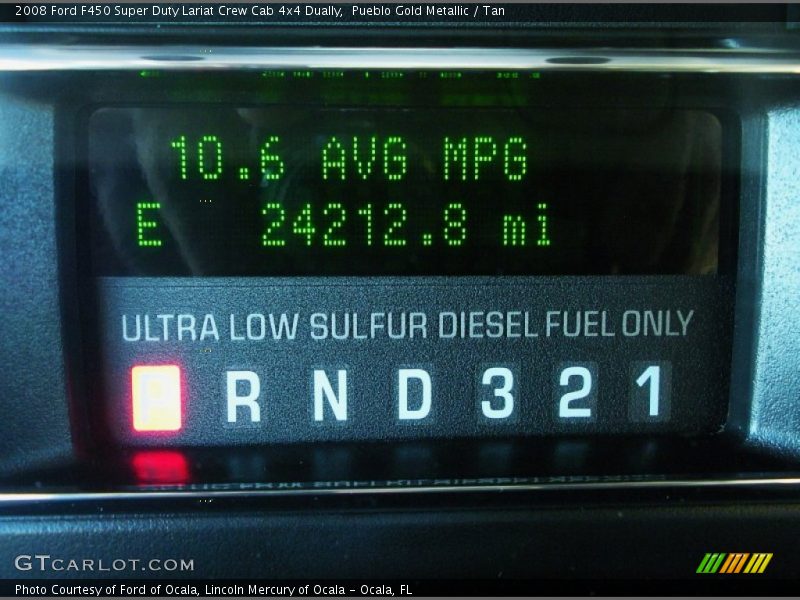 2008 Ford F450 Super Duty Lariat Crew Cab 4x4 Dually,  Pueblo Gold Metallic / Tan
10.6 AVG MPG
E 24212.8 mi
ULTRA LOW SULFUR DIESEL FUEL ONLY
P R N D 3 2 1
GTCARLOT.COM
Photo Courtesy of Ford of Ocala, Lincoln Mercury of Ocala - Ocala, FL